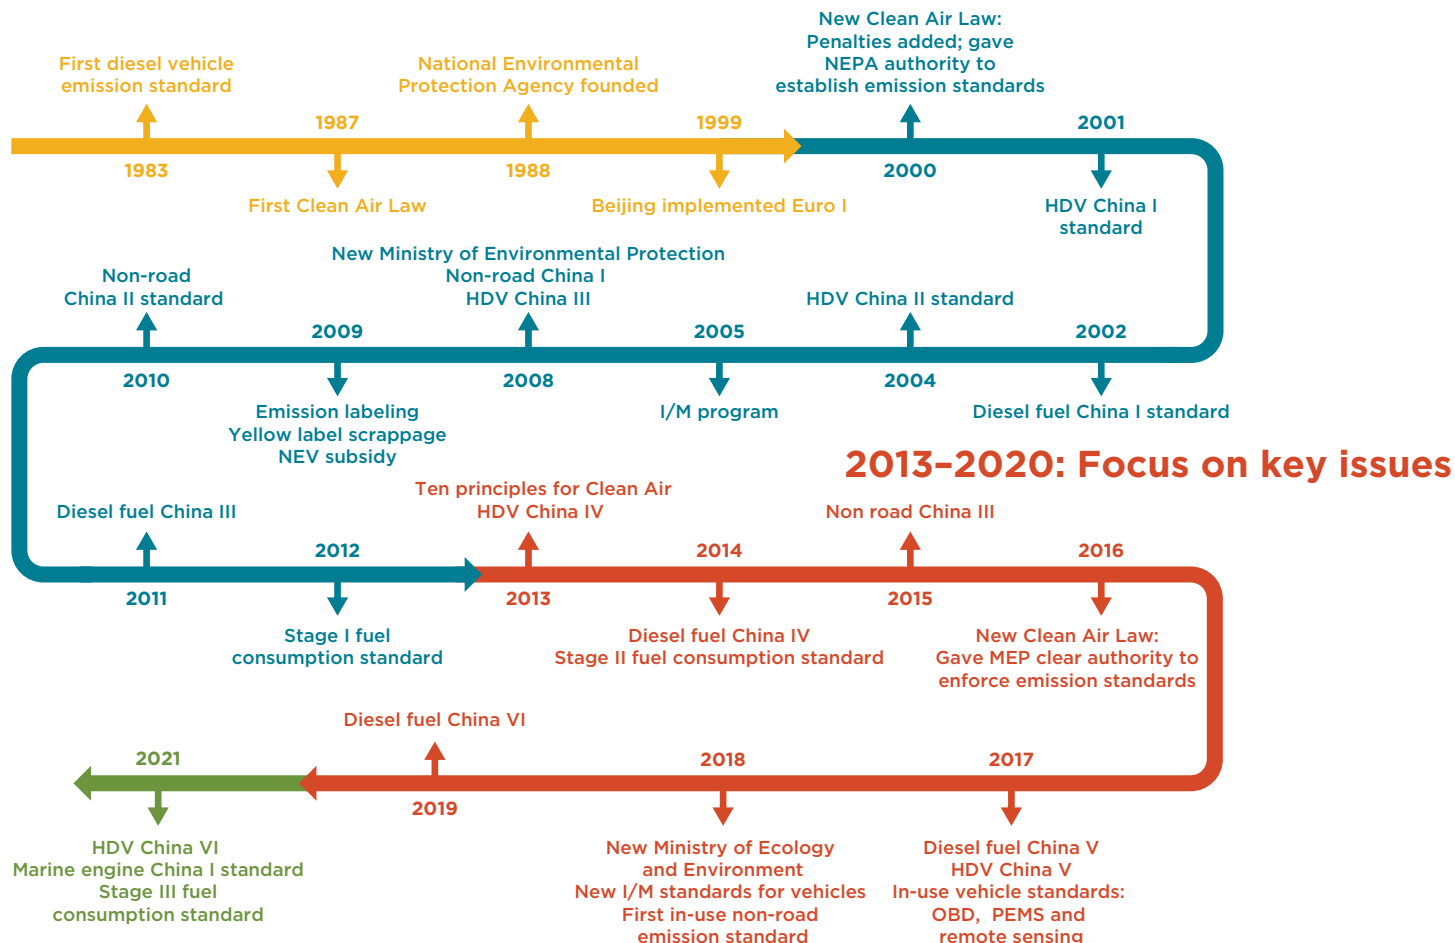 First diesel vehicle
emission standard
1983
1987
First Clean Air Law
National Environmental
Protection Agency founded
1988
1999
Beijing implemented Euro I
New Clean Air Law:
Penalties added; gave
NEPA authority to
establish emission standards
2000
2001
HDV China I
standard
2002
Diesel fuel China I standard
HDV China II standard
2004
2005
I/M program
New Ministry of Environmental Protection
Non-road China I
HDV China III
2008
2009
Emission labeling
Yellow label scrappage
NEV subsidy
Non-road
China II standard
2010
2013–2020: Focus on key issues
Diesel fuel China III
2011
2012
Stage I fuel
consumption standard
Ten principles for Clean Air
HDV China IV
2013
2014
Diesel fuel China IV
Stage II fuel consumption standard
Non road China III
2015
2016
New Clean Air Law:
Gave MEP clear authority to
enforce emission standards
2017
Diesel fuel China V
HDV China V
In-use vehicle standards:
OBD, PEMS and
remote sensing
2018
New Ministry of Ecology
and Environment
New I/M standards for vehicles
First in-use non-road
emission standard
Diesel fuel China VI
2019
2021
HDV China VI
Marine engine China I standard
Stage III fuel
consumption standard